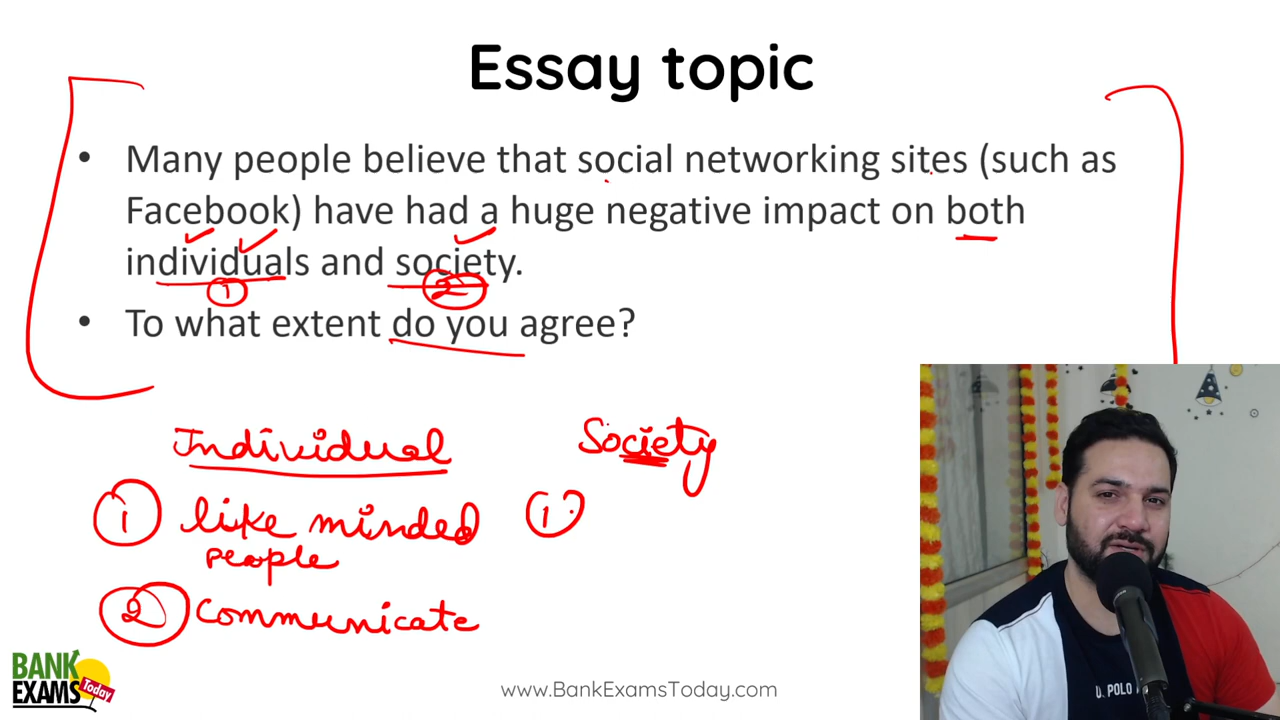 Essay topic
• Many people believe that social networking sites (such as
Facebook) have had a huge negative impact on both
individuals and society.
1 2
• To what extent do you agree?
Individual Society
1 like minded 1
people
2 Communicate
BANK
EXAMS
Today
www.BankExamsToday.com
U. POLO